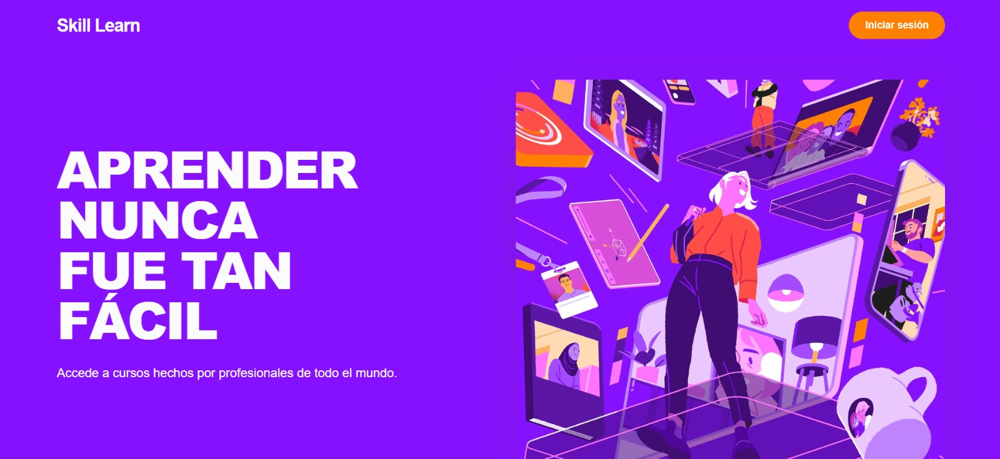 Skill Learn
Iniciar sesión
APRENDER
NUNCA
FUE TAN
FÁCIL
Accede a cursos hechos por profesionales de todo el mundo.